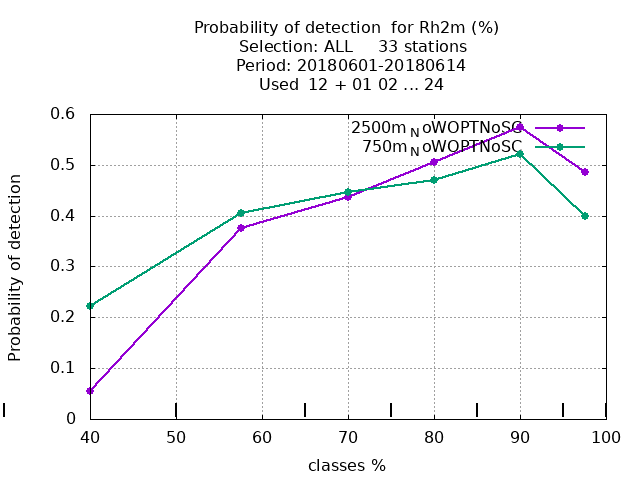 Probability of detection  for Rh2m (%)
Selection: ALL     33 stations
Period: 20180601-20180614
Used  12 + 01 02 ... 24
2500m_NoWOPTNoSC
750m_NoWOPTNoSC
Probability of detection
0.6
0.5
0.4
0.3
0.2
0.1
0
40 50 60 70 80 90 100
classes %